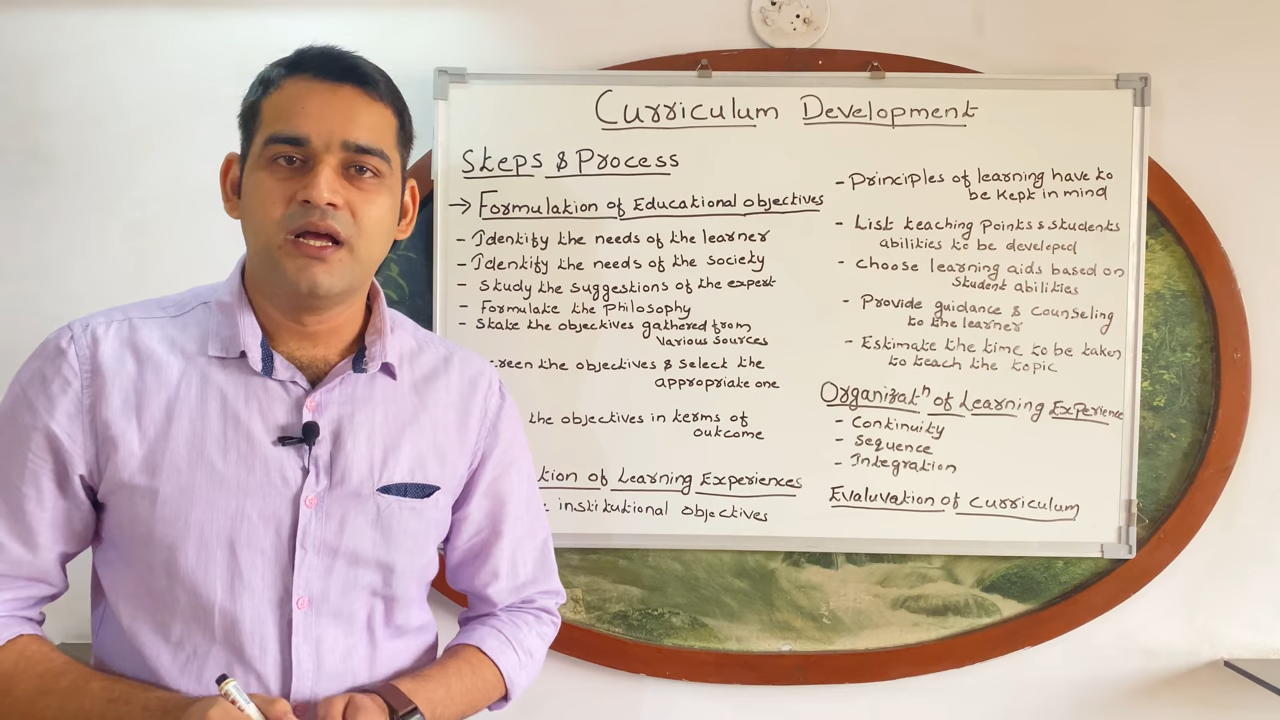 Curriculum Development
Steps & Process
→ Formulation of Educational objectives
- Identify the needs of the learner
- Identify the needs of the society
- Study the suggestions of the expert
- Formulate the Philosophy
- State the objectives gathered from
various sources
the objectives & select the
appropriate one
the objectives in terms of
outcome
of Learning Experiences
institutional objectives
- Principles of learning have to
be kept in mind
- List teaching points & students
abilities to be developed
- choose learning aids based on
student abilities
- Provide guidance & counseling
to the learner
- Estimate the time to be taken
to teach the topic
Organizatⁿ of Learning Experience
- Continuity
- Sequence
- Integration
Evaluvation of curriculum